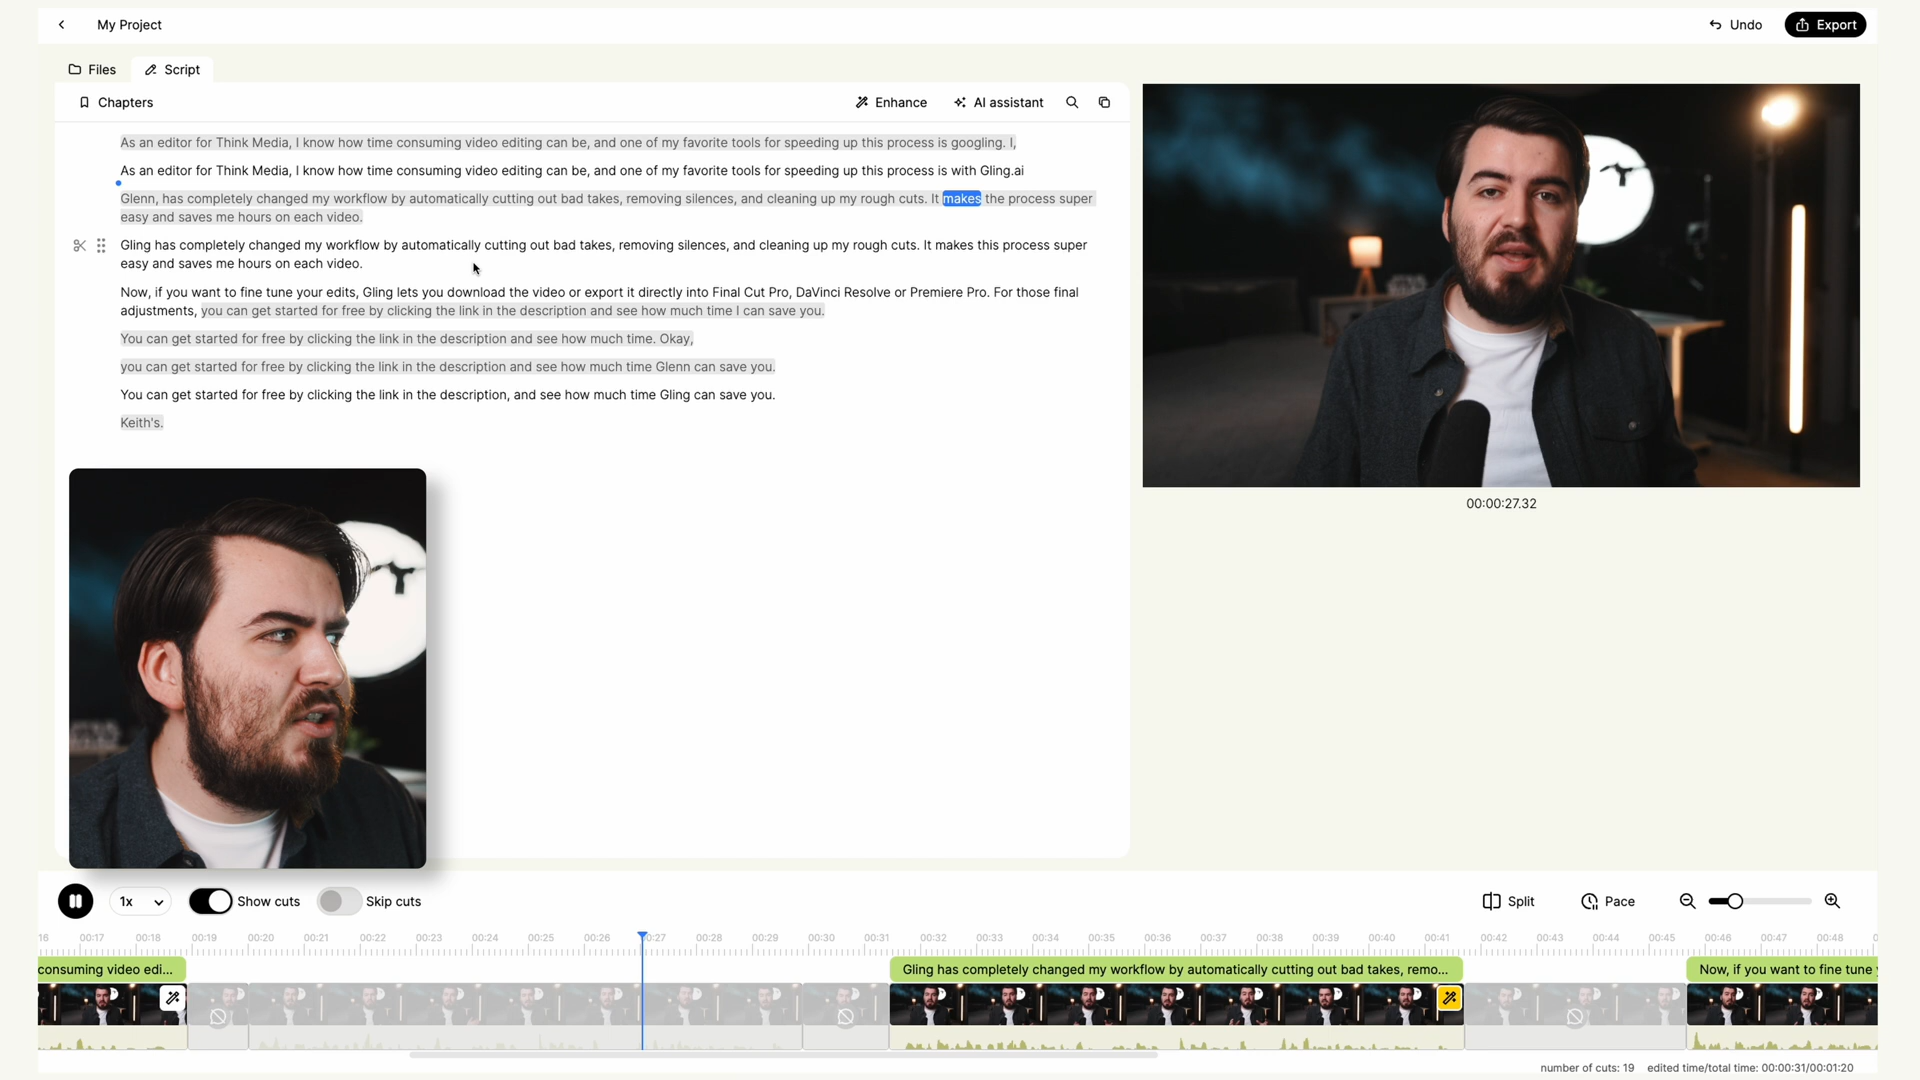 My Project
Undo
Export
Files
Script
Chapters
Enhance
AI assistant
As an editor for Think Media, I know how time consuming video editing can be, and one of my favorite tools for speeding up this process is googling. I,
As an editor for Think Media, I know how time consuming video editing can be, and one of my favorite tools for speeding up this process is with Gling.ai
Glenn, has completely changed my workflow by automatically cutting out bad takes, removing silences, and cleaning up my rough cuts. It makes the process super
easy and saves me hours on each video.
Gling has completely changed my workflow by automatically cutting out bad takes, removing silences, and cleaning up my rough cuts. It makes this process super
easy and saves me hours on each video.
Now, if you want to fine tune your edits, Gling lets you download the video or export it directly into Final Cut Pro, DaVinci Resolve or Premiere Pro. For those final
adjustments, you can get started for free by clicking the link in the description and see how much time I can save you.
You can get started for free by clicking the link in the description and see how much time. Okay,
you can get started for free by clicking the link in the description and see how much time Glenn can save you.
You can get started for free by clicking the link in the description, and see how much time Gling can save you.
Keith's.
00:00:27.32
1x
Show cuts
Skip cuts
Split
Pace
16 00:17 00:18 00:19 00:20 00:21 00:22 00:23 00:24 00:25 00:26 00:27 00:28 00:29 00:30 00:31 00:32 00:33 00:34 00:35 00:36 00:37 00:38 00:39 00:40 00:41 00:42 00:43 00:44 00:45 00:46 00:47 00:48 0
consuming video edi...
Gling has completely changed my workflow by automatically cutting out bad takes, remo...
Now, if you want to fine tune
number of cuts: 19 edited time/total time: 00:00:31/00:01:20